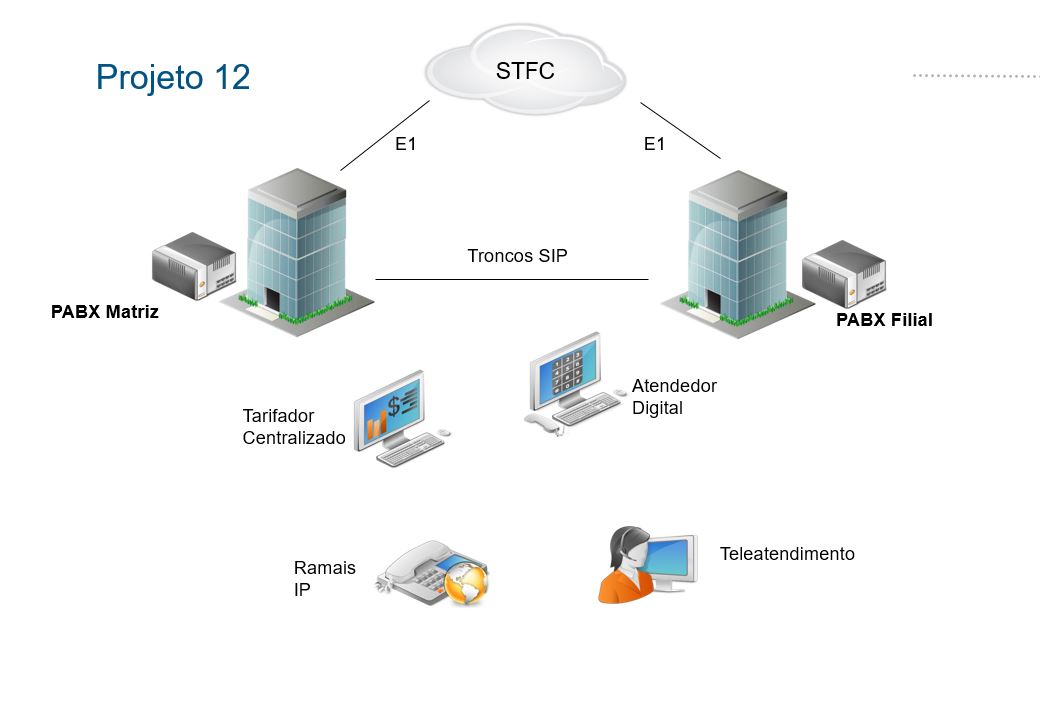 STFC
Projeto 12
E1
E1
Troncos SIP
PABX Matriz
PABX Filial
Atendedor
Digital
Tarifador
Centralizado
Teleatendimento
Ramais
IP